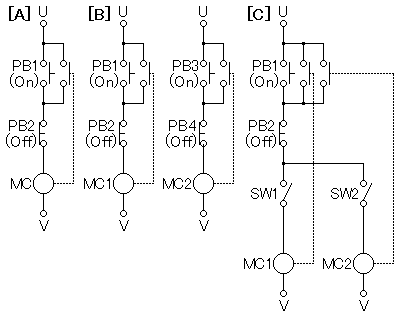 [A] [B] [C]
U U U U
PB1 (On) PB1 (On) PB3 (On) PB1 (On)
PB2 (Off) PB2 (Off) PB4 (Off) PB2 (Off)
MC MC1 MC2
SW1 SW2
V V V
MC1 MC2
V V